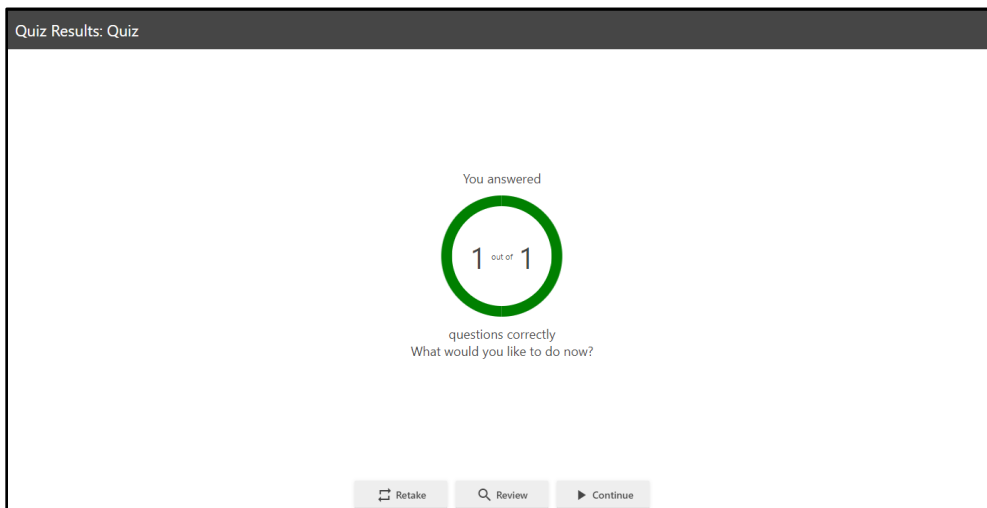 Quiz Results: Quiz
You answered
1 out of 1
questions correctly
What would you like to do now?
Retake Review Continue